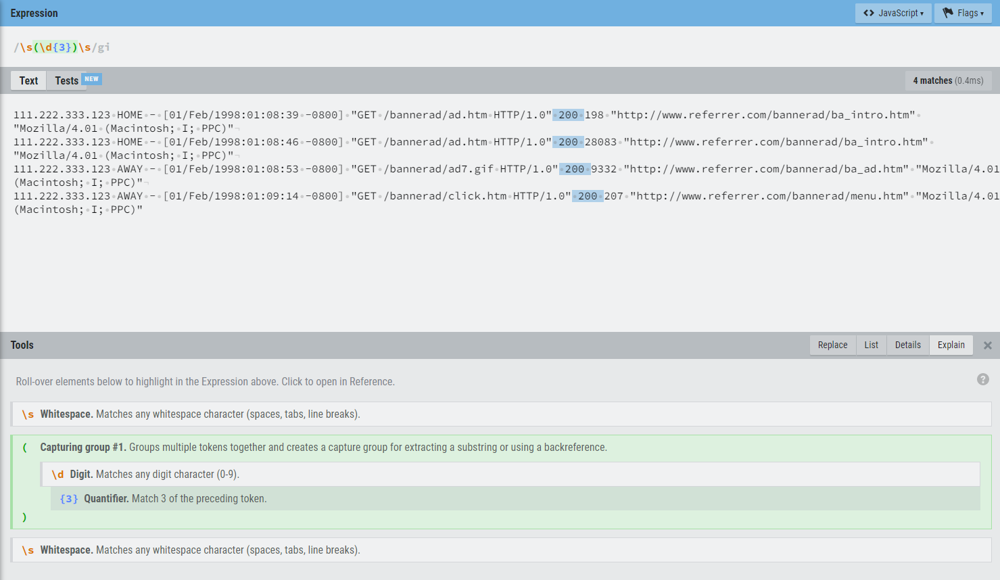 Expression
<> JavaScript ▾
Flags ▾
/\s(\d{3})\s/gi
Text
Tests NEW
4 matches (0.4ms)
111.222.333.123 HOME - [01/Feb/1998:01:08:39 -0800] "GET /bannerad/ad.htm HTTP/1.0" 200 198 "http://www.referrer.com/bannerad/ba_intro.htm"
"Mozilla/4.01 (Macintosh; I; PPC)"
111.222.333.123 HOME - [01/Feb/1998:01:08:46 -0800] "GET /bannerad/ad.htm HTTP/1.0" 200 28083 "http://www.referrer.com/bannerad/ba_intro.htm"
"Mozilla/4.01 (Macintosh; I; PPC)"
111.222.333.123 AWAY - [01/Feb/1998:01:08:53 -0800] "GET /bannerad/ad7.gif HTTP/1.0" 200 9332 "http://www.referrer.com/bannerad/ba_ad.htm" "Mozilla/4.01
(Macintosh; I; PPC)"
111.222.333.123 AWAY - [01/Feb/1998:01:09:14 -0800] "GET /bannerad/click.htm HTTP/1.0" 200 207 "http://www.referrer.com/bannerad/menu.htm" "Mozilla/4.01
(Macintosh; I; PPC)"
Tools
Replace
List
Details
Explain
×
Roll-over elements below to highlight in the Expression above. Click to open in Reference.
?
\s Whitespace. Matches any whitespace character (spaces, tabs, line breaks).
( Capturing group #1. Groups multiple tokens together and creates a capture group for extracting a substring or using a backreference.
\d Digit. Matches any digit character (0-9).
{3} Quantifier. Match 3 of the preceding token.
)
\s Whitespace. Matches any whitespace character (spaces, tabs, line breaks).